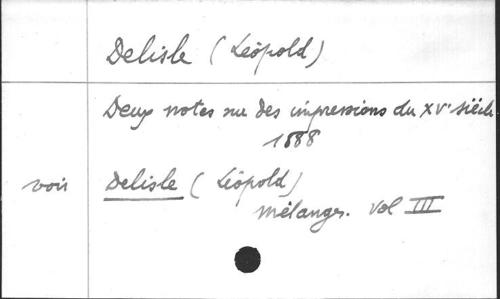 Delisle (Léopold)
Deux notes sur des impressions du XVe siècle
1888
voir Delisle (Léopold)
Mélanges. Vol III